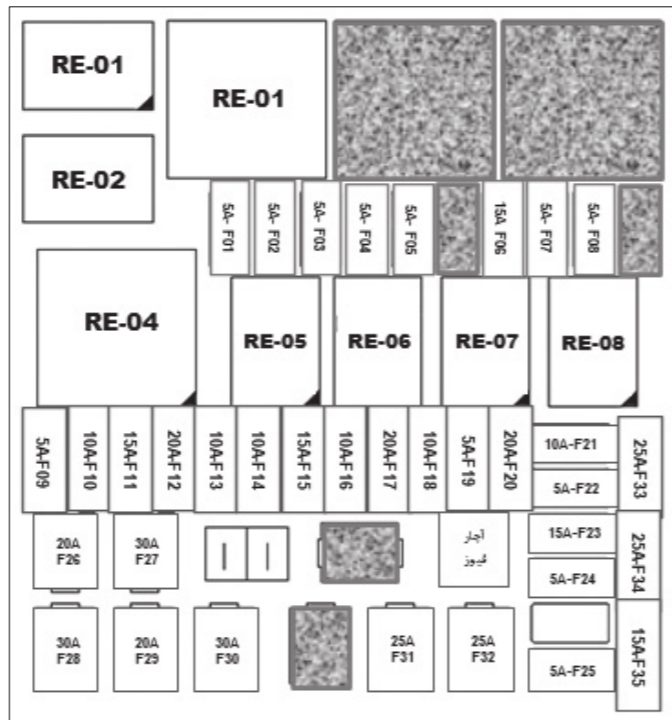 RE-01
RE-01
RE-02
5A- F01
5A- F02
5A- F03
5A- F04
5A- F05
15A F06
5A- F07
5A- F08
RE-04
RE-05
RE-06
RE-07
RE-08
5A-F09
10A-F10
15A-F11
20A-F12
10A-F13
10A-F14
15A-F15
10A-F16
20A-F17
10A-F18
5A-F19
20A-F20
10A-F21
5A-F22
25A-F33
20A
F26
30A
F27
آچار
فیوز
15A-F23
5A-F24
25A-F34
30A
F28
20A
F29
30A
F30
25A
F31
25A
F32
5A-F25
15A-F35